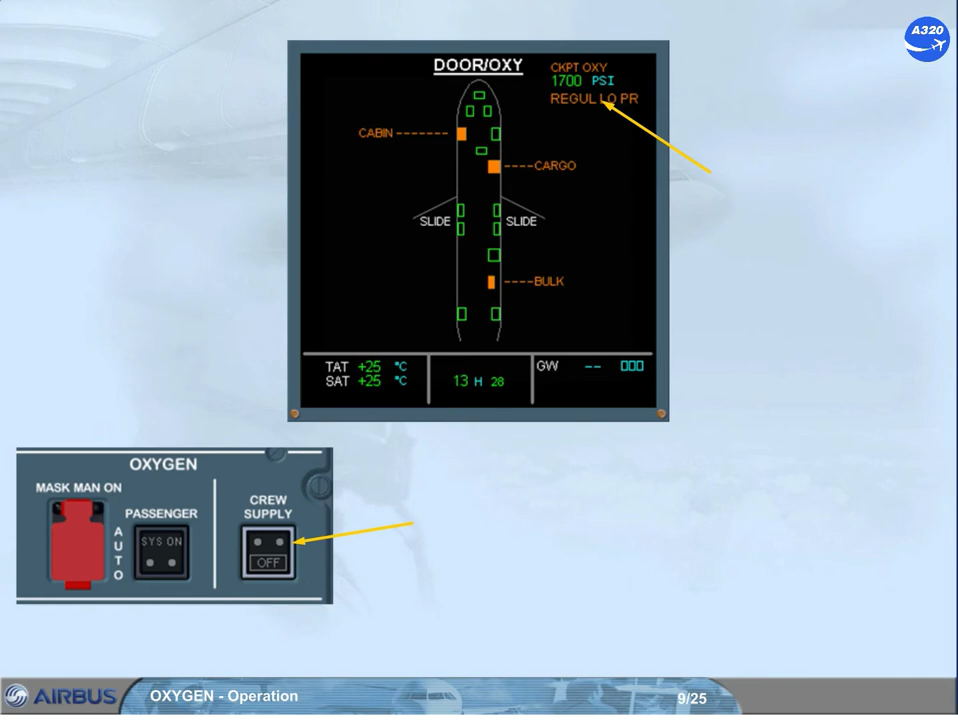 A320
DOOR/OXY
CKPT OXY
1700 PSI
REGUL LO PR
CABIN
CARGO
SLIDE
SLIDE
BULK
TAT +25 °C
SAT +25 °C
13 H 28
GW --
OXYGEN
MASK MAN ON
PASSENGER
AUTO
SYS ON
CREW
SUPPLY
OFF
AIRBUS
OXYGEN - Operation
9/25